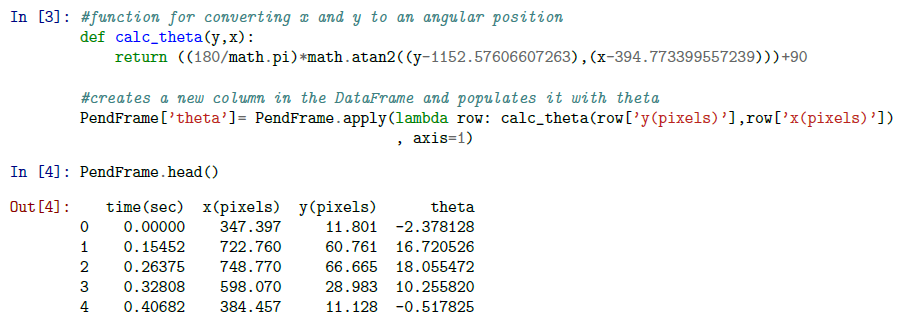 In [3]: #function for converting x and y to an angular position
def calc_theta(y,x):
return ((180/math.pi)*math.atan2((y-1152.57606607263),(x-394.773399557239)))+90
#creates a new column in the DataFrame and populates it with theta
PendFrame['theta']= PendFrame.apply(lambda row: calc_theta(row['y(pixels)'],row['x(pixels)'])
, axis=1)
In [4]: PendFrame.head()
Out[4]: time(sec) x(pixels) y(pixels) theta
0 0.00000 347.397 11.801 -2.378128
1 0.15452 722.760 60.761 16.720526
2 0.26375 748.770 66.665 18.055472
3 0.32808 598.070 28.983 10.255820
4 0.40682 384.457 11.128 -0.517825